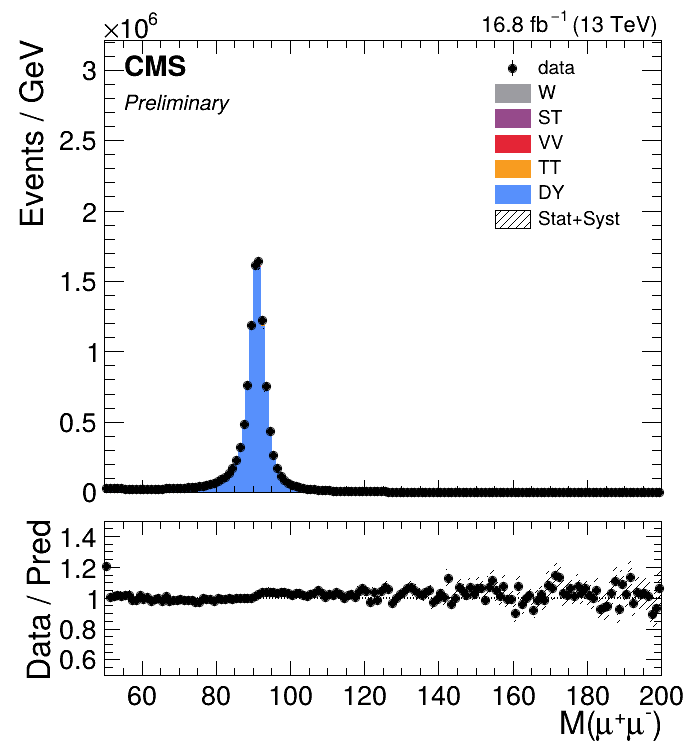 ×10⁶
16.8 fb⁻¹ (13 TeV)
Events / GeV
CMS
Preliminary
data
W
ST
VV
TT
DY
Stat+Syst
3
2.5
2
1.5
1
0.5
0
Data / Pred
1.4
1.2
1
0.8
0.6
60 80 100 120 140 160 180 200
M(μ⁺μ⁻)